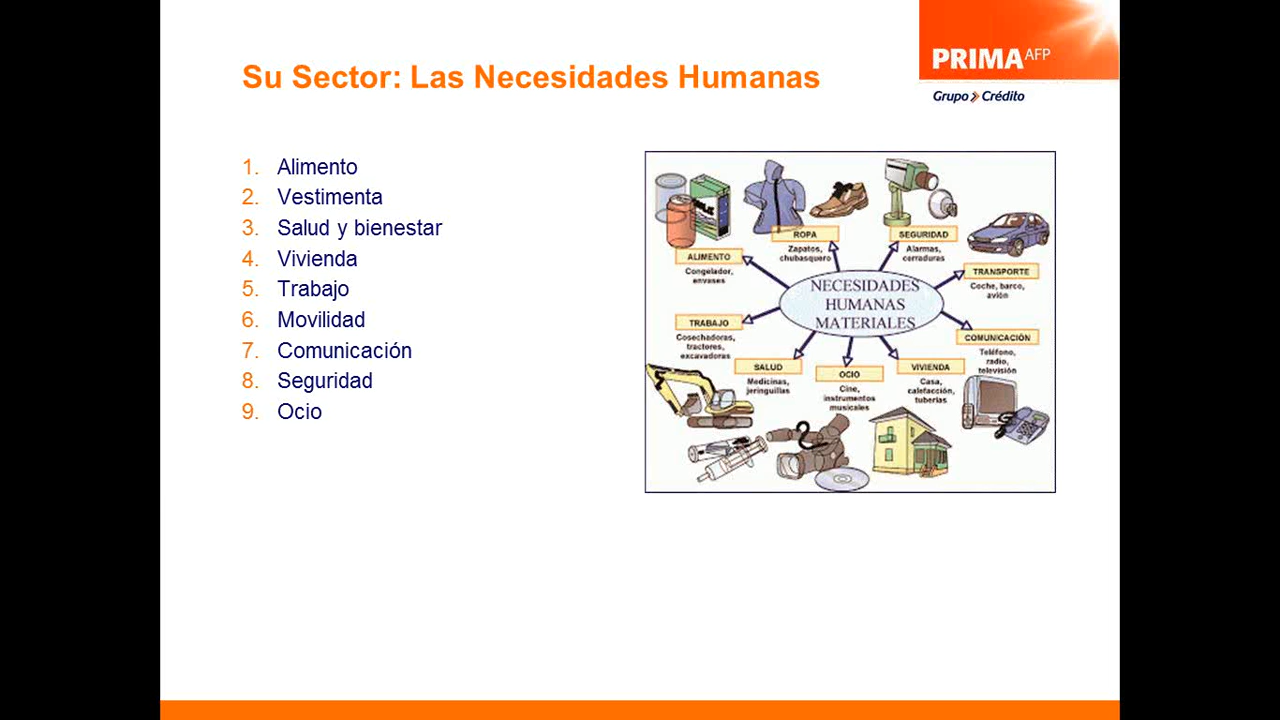 Su Sector: Las Necesidades Humanas
PRIMA AFP
Grupo Crédito
1. Alimento
2. Vestimenta
3. Salud y bienestar
4. Vivienda
5. Trabajo
6. Movilidad
7. Comunicación
8. Seguridad
9. Ocio
ROPA
Zapatos,
chubasquero
SEGURIDAD
Alarmas,
cerraduras
ALIMENTO
Congelador,
envases
TRANSPORTE
Coche, barco,
avión
NECESIDADES
HUMANAS
MATERIALES
TRABAJO
Cosechadoras,
tractores,
excavadoras
COMUNICACIÓN
Teléfono,
radio,
televisión
SALUD
Medicinas,
jeringuillas
OCIO
Cine,
instrumentos
musicales
VIVIENDA
Casa,
calefacción,
tuberías